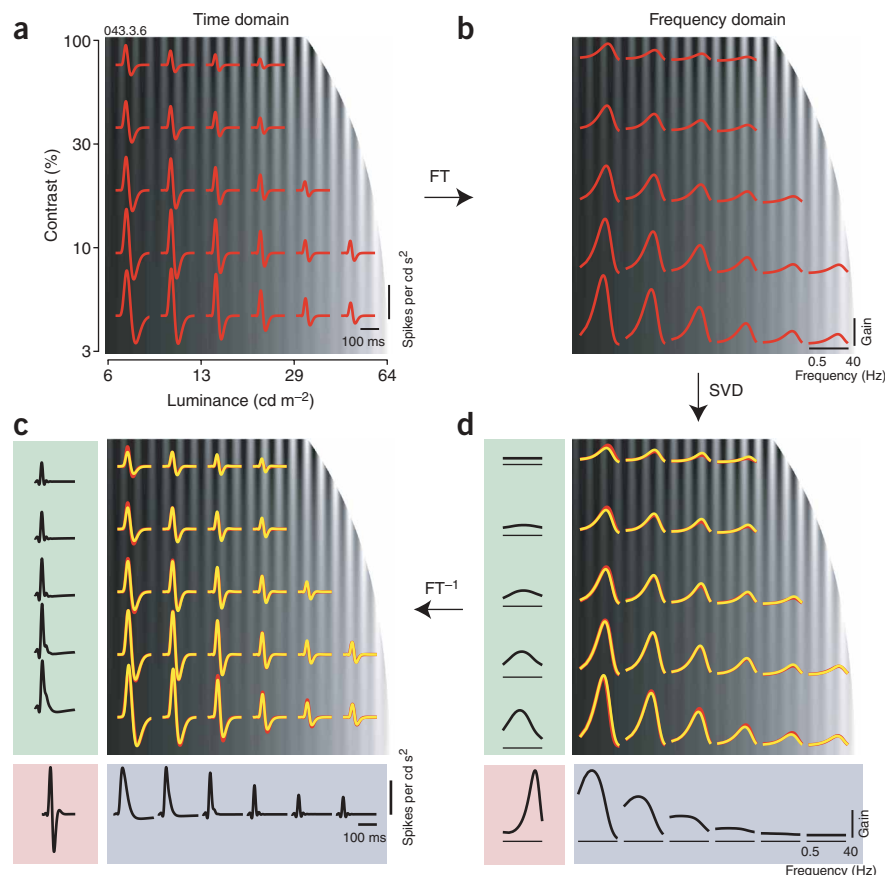 a
Time domain
043.3.6
100
30
10
3
Contrast (%)
6
13
29
64
Luminance (cd m–2)
100 ms
Spikes per cd s2
FT
b
Frequency domain
Gain
0.5
40
Frequency (Hz)
SVD
c
FT–1
100 ms
Spikes per cd s2
d
Gain
0.5
40
Frequency (Hz)